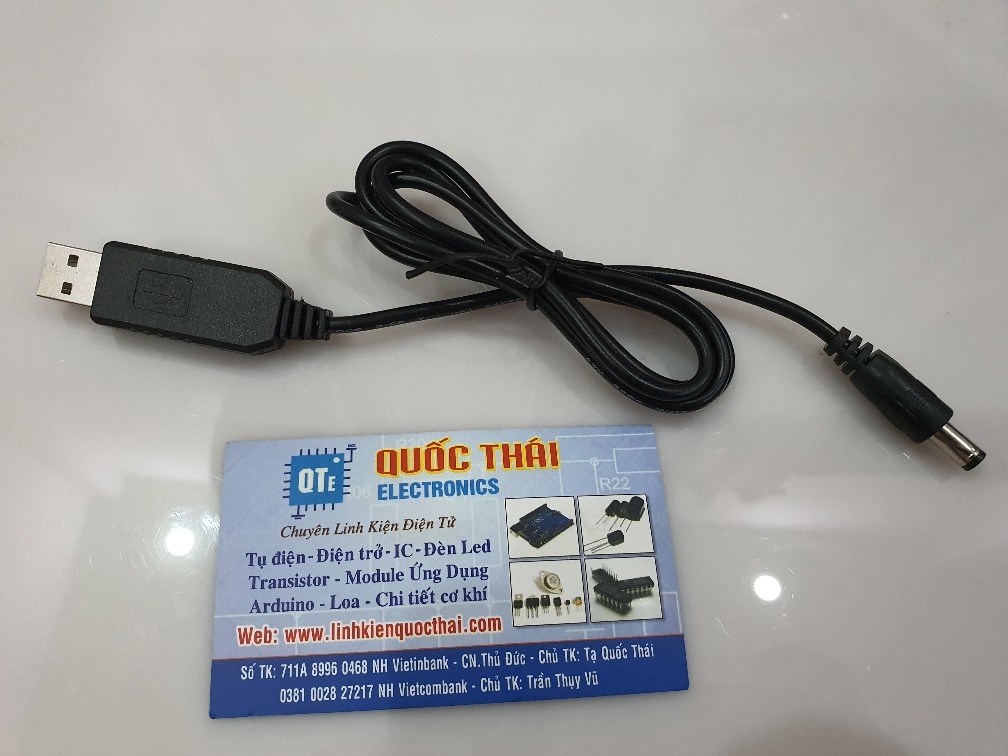 QTE
QUỐC THÁI
ELECTRONICS
R22
Chuyên Linh Kiện Điện Tử
Tụ điện - Điện trở - IC - Đèn Led
Transistor - Module Ứng Dụng
Arduino - Loa - Chi tiết cơ khí
Web: www.linhkienquocthai.com
Số TK: 711A 8996 0468 NH Vietinbank - CN.Thủ Đức - Chủ TK: Tạ Quốc Thái
0381 0028 27217 NH Vietcombank - Chủ TK: Trần Thụy Vũ